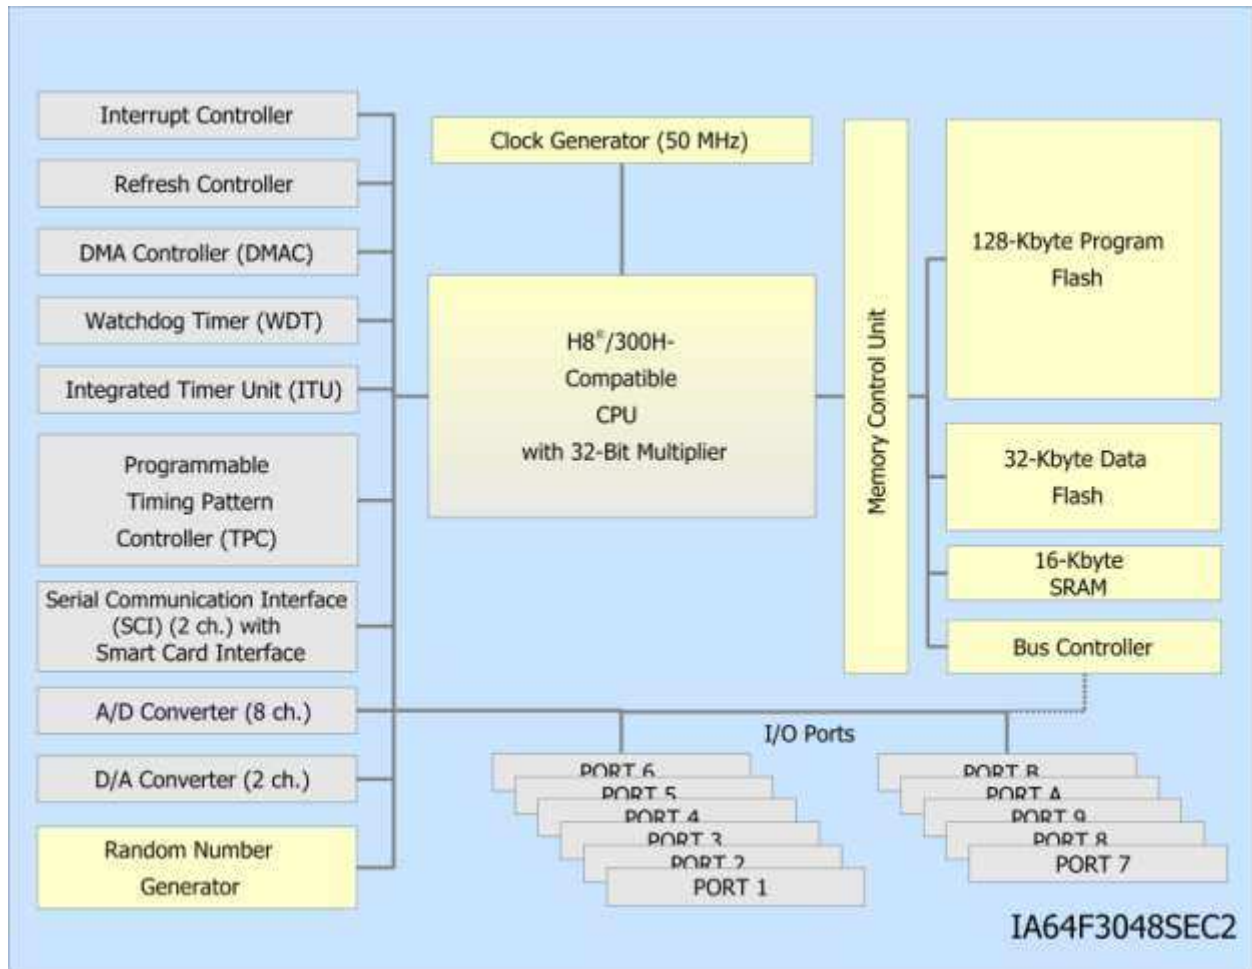 Interrupt Controller
Refresh Controller
DMA Controller (DMAC)
Watchdog Timer (WDT)
Integrated Timer Unit (ITU)
Programmable
Timing Pattern
Controller (TPC)
Serial Communication Interface
(SCI) (2 ch.) with
Smart Card Interface
A/D Converter (8 ch.)
D/A Converter (2 ch.)
Random Number
Generator
Clock Generator (50 MHz)
H8®/300H-
Compatible
CPU
with 32-Bit Multiplier
Memory Control Unit
128-Kbyte Program
Flash
32-Kbyte Data
Flash
16-Kbyte
SRAM
Bus Controller
I/O Ports
PORT 6
PORT 5
PORT 4
PORT 3
PORT 2
PORT 1
PORT B
PORT A
PORT 9
PORT 8
PORT 7
IA64F3048SEC2